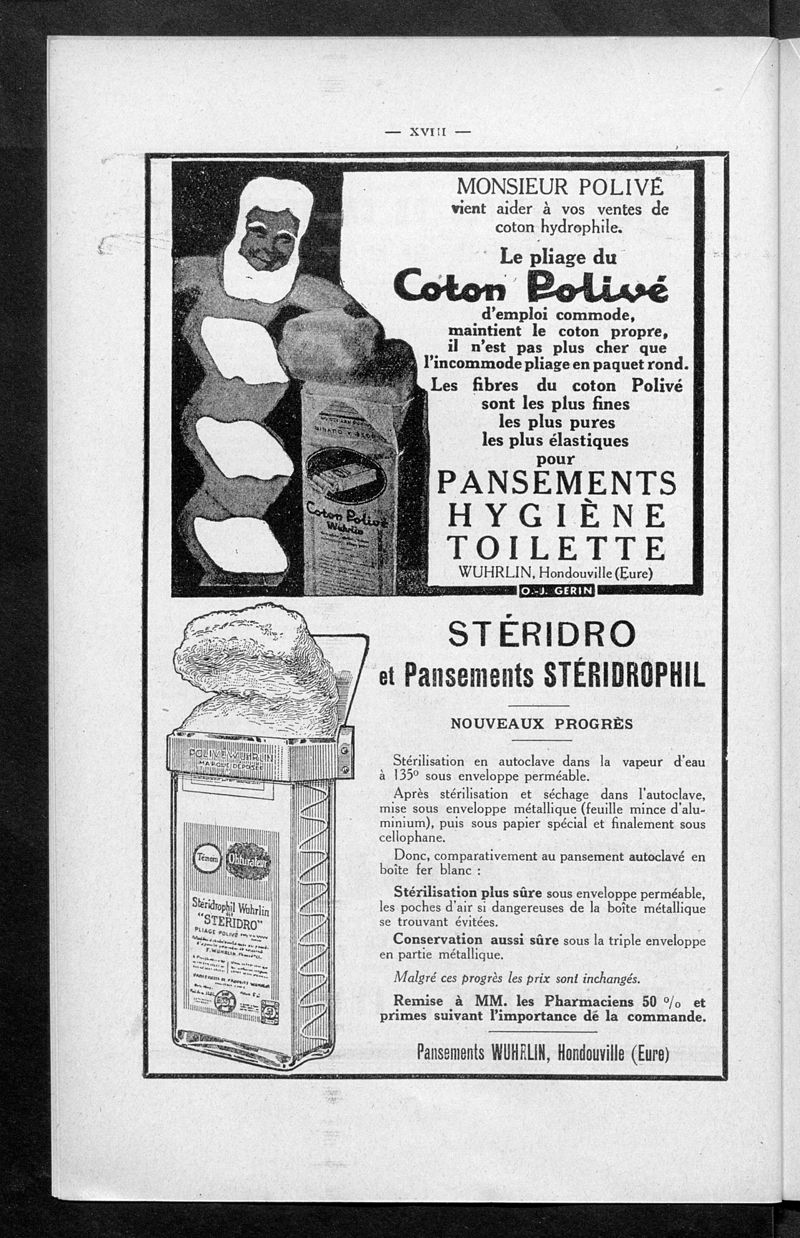 — XVIII —
MONSIEUR POLIVÉ
vient aider à vos ventes de
coton hydrophile.
Le pliage du
Coton Polivé
d'emploi commode,
maintient le coton propre,
il n'est pas plus cher que
l'incommode pliage en paquet rond.
Les fibres du coton Polivé
sont les plus fines
les plus pures
les plus élastiques
pour
PANSEMENTS
HYGIÈNE
TOILETTE
WUHRLIN, Hondouville (Eure)
O.-J. GERIN
Coton Polivé
Wuhrlin
STÉRIDRO
et Pansements STÉRIDROPHIL
NOUVEAUX PROGRÈS
Stérilisation en autoclave dans la vapeur d'eau
à 135º sous enveloppe perméable.
Après stérilisation et séchage dans l'autoclave,
mise sous enveloppe métallique (feuille mince d'alu-
minium), puis sous papier spécial et finalement sous
cellophane.
Donc, comparativement au pansement autoclavé en
boîte fer blanc :
Stérilisation plus sûre sous enveloppe perméable,
les poches d'air si dangereuses de la boîte métallique
se trouvant évitées.
Conservation aussi sûre sous la triple enveloppe
en partie métallique.
Malgré ces progrès les prix sont inchangés.
Remise à MM. les Pharmaciens 50 % et
primes suivant l'importance dé la commande.
Pansements WUHRLIN, Hondouville (Eure)
POLIVÉ WUHRLIN
MARQUE DÉPOSÉE
Témoin
Obturateur
Stéridrophil Wuhrlin
"STERIDRO"
PLIAGE POLIVÉ